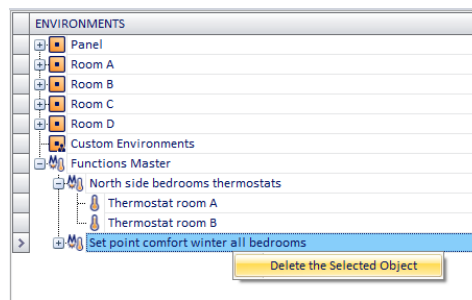 ENVIRONMENTS
Panel
Room A
Room B
Room C
Room D
Custom Environments
Functions Master
North side bedrooms thermostats
Thermostat room A
Thermostat room B
Set point comfort winter all bedrooms
Delete the Selected Object